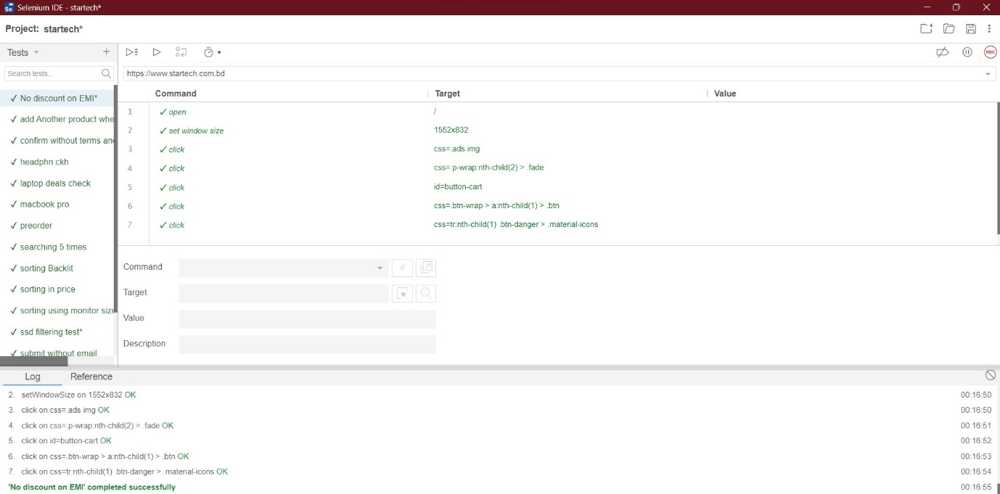 Selenium IDE - startech*
Project: startech*
Tests
Search tests...
https://www.startech.com.bd
REC
Command Target Value
✓ No discount on EMI*
✓ add Another product whe
✓ confirm without terms an
✓ headphn ckh
✓ laptop deals check
✓ macbook pro
✓ preorder
✓ searching 5 times
✓ sorting Backlit
✓ sorting in price
✓ sorting using monitor size
✓ ssd filtering test*
✓ submit without email
1 ✓ open /
2 ✓ set window size 1552x832
3 ✓ click css=.ads img
4 ✓ click css=.p-wrap:nth-child(2) > .fade
5 ✓ click id=button-cart
6 ✓ click css=.btn-wrap > a:nth-child(1) > .btn
7 ✓ click css=tr:nth-child(1) .btn-danger > .material-icons
Command //
Target
Value
Description
Log Reference
2. setWindowSize on 1552x832 OK 00:16:50
3. click on css=.ads img OK 00:16:50
4. click on css=.p-wrap:nth-child(2) > .fade OK 00:16:51
5. click on id=button-cart OK 00:16:52
6. click on css=.btn-wrap > a:nth-child(1) > .btn OK 00:16:53
7. click on css=tr:nth-child(1) .btn-danger > .material-icons OK 00:16:54
'No discount on EMI' completed successfully 00:16:55